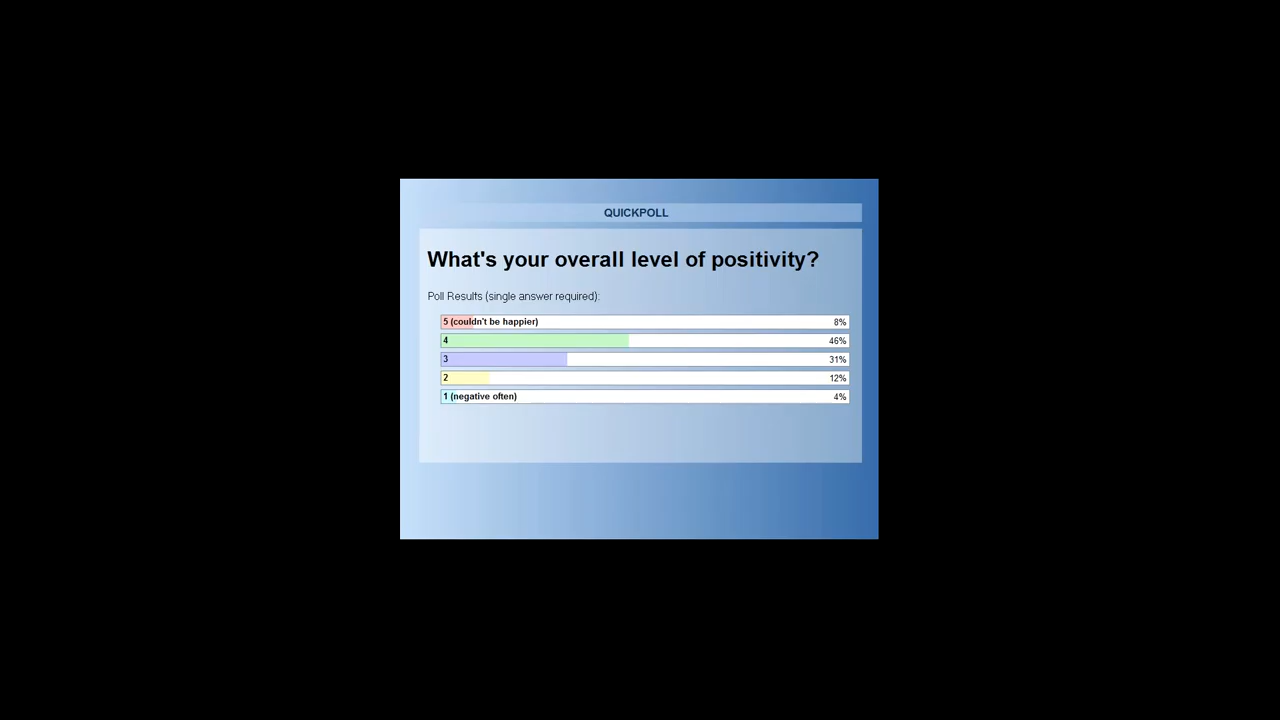 QUICKPOLL
What's your overall level of positivity?
Poll Results (single answer required):
5 (couldn't be happier) 8%
4 46%
3 31%
2 12%
1 (negative often) 4%